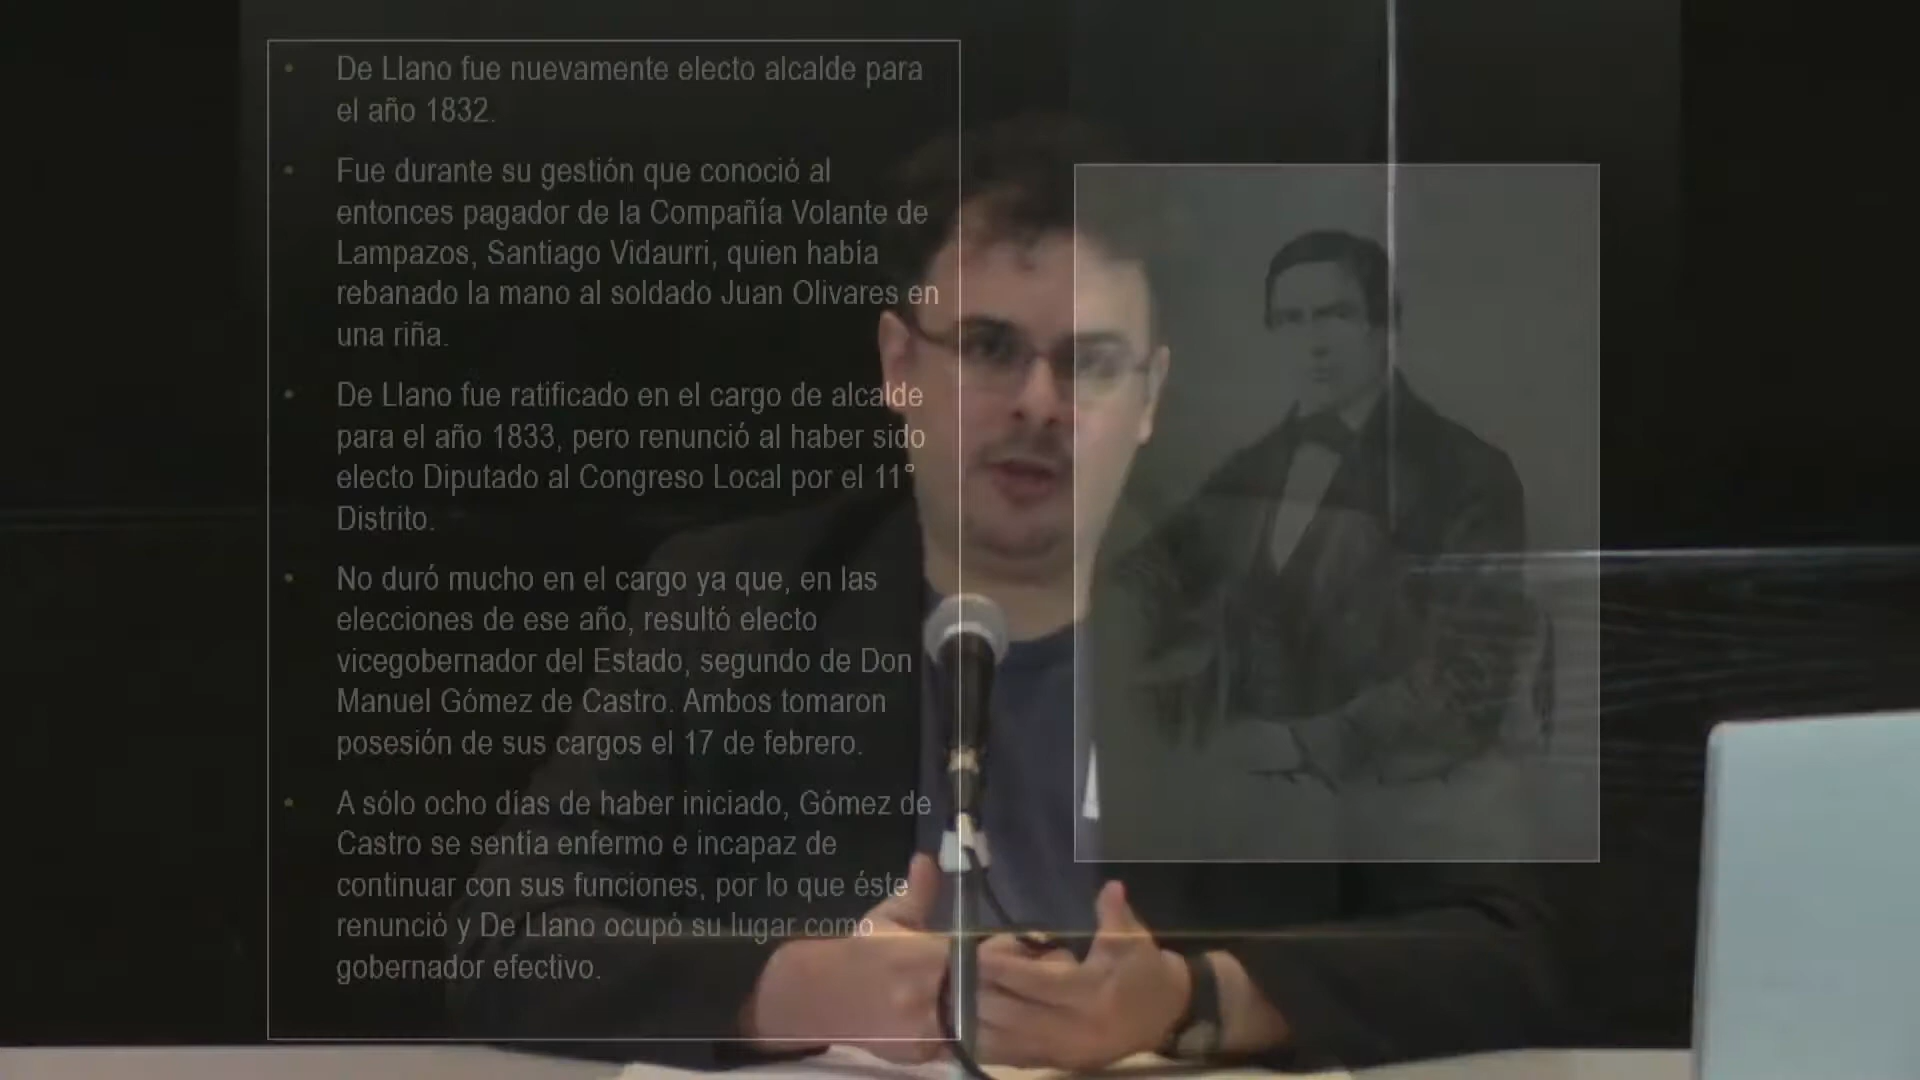 De Llano fue nuevamente electo alcalde para
el año 1832.
Fue durante su gestión que conoció al
entonces pagador de la Compañía Volante de
Lampazos, Santiago Vidaurri, quien había
rebanado la mano al soldado Juan Olivares en
una riña.
De Llano fue ratificado en el cargo de alcalde
para el año 1833, pero renunció al haber sido
electo Diputado al Congreso Local por el 11°
Distrito.
No duró mucho en el cargo ya que, en las
elecciones de ese año, resultó electo
vicegobernador del Estado, segundo de Don
Manuel Gómez de Castro. Ambos tomaron
posesión de sus cargos el 17 de febrero.
A sólo ocho días de haber iniciado, Gómez de
Castro se sentía enfermo e incapaz de
continuar con sus funciones, por lo que éste
renunció y De Llano ocupó su lugar como
gobernador efectivo.